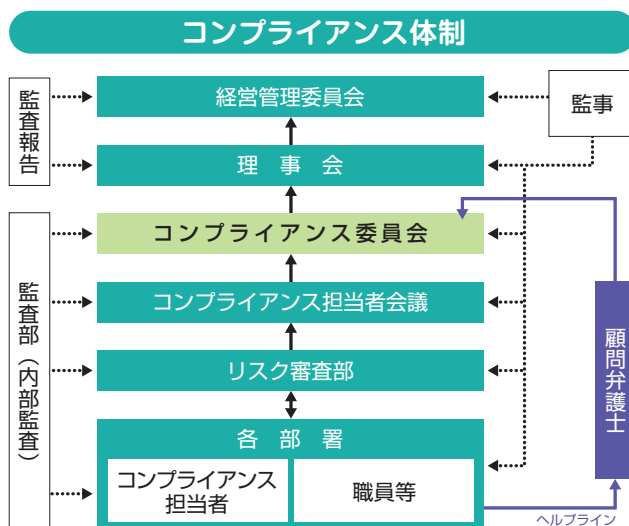 コンプライアンス体制
監査報告
経営管理委員会
監事
理事会
コンプライアンス委員会
監査部（内部監査）
コンプライアンス担当者会議
顧問弁護士
リスク審査部
各部署
コンプライアンス
担当者
職員等
ヘルプライン